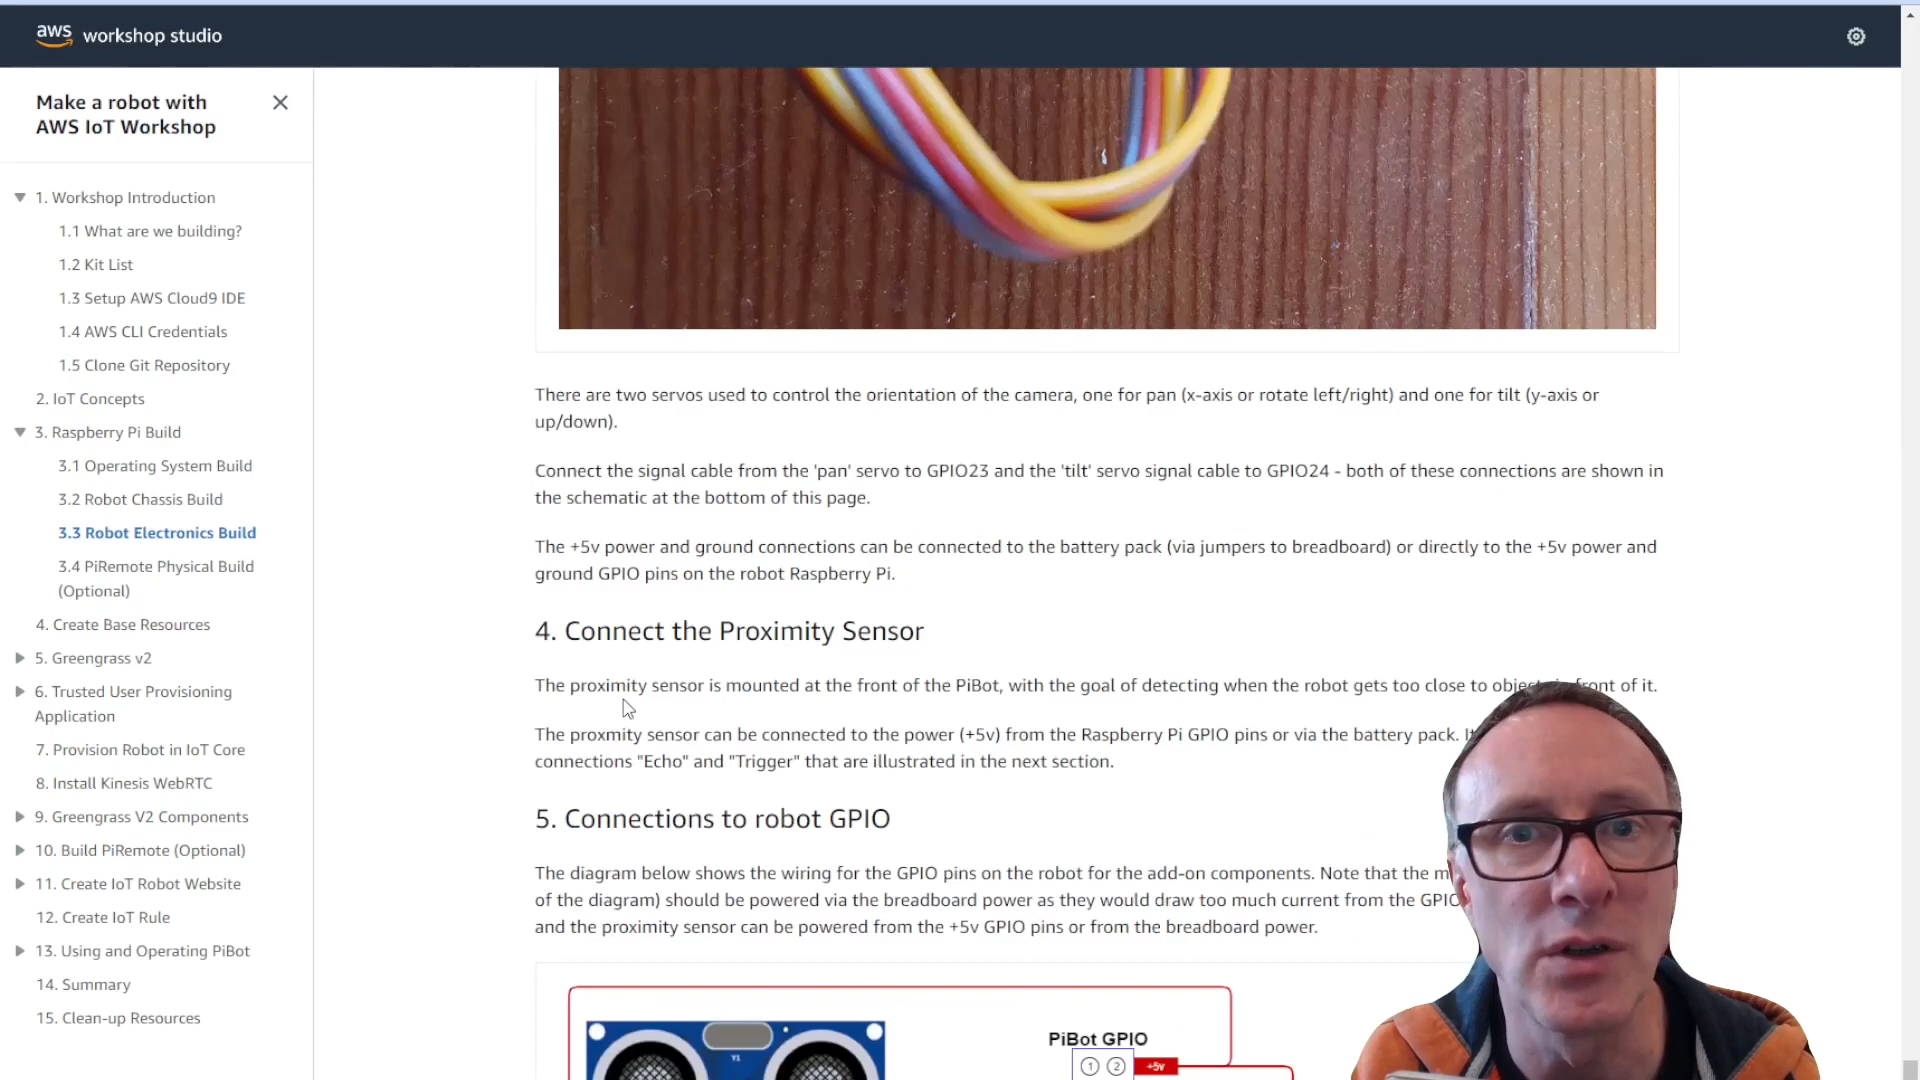 aws workshop studio
Make a robot with
AWS IoT Workshop
1. Workshop Introduction
1.1 What are we building?
1.2 Kit List
1.3 Setup AWS Cloud9 IDE
1.4 AWS CLI Credentials
1.5 Clone Git Repository
2. IoT Concepts
3. Raspberry Pi Build
3.1 Operating System Build
3.2 Robot Chassis Build
3.3 Robot Electronics Build
3.4 PiRemote Physical Build
(Optional)
4. Create Base Resources
5. Greengrass v2
6. Trusted User Provisioning
Application
7. Provision Robot in IoT Core
8. Install Kinesis WebRTC
9. Greengrass V2 Components
10. Build PiRemote (Optional)
11. Create IoT Robot Website
12. Create IoT Rule
13. Using and Operating PiBot
14. Summary
15. Clean-up Resources
There are two servos used to control the orientation of the camera, one for pan (x-axis or rotate left/right) and one for tilt (y-axis or
up/down).
Connect the signal cable from the 'pan' servo to GPIO23 and the 'tilt' servo signal cable to GPIO24 - both of these connections are shown in
the schematic at the bottom of this page.
The +5v power and ground connections can be connected to the battery pack (via jumpers to breadboard) or directly to the +5v power and
ground GPIO pins on the robot Raspberry Pi.
4. Connect the Proximity Sensor
The proximity sensor is mounted at the front of the PiBot, with the goal of detecting when the robot gets too close to front of it.
The proxmity sensor can be connected to the power (+5v) from the Raspberry Pi GPIO pins or via the battery pack.
connections "Echo" and "Trigger" that are illustrated in the next section.
5. Connections to robot GPIO
The diagram below shows the wiring for the GPIO pins on the robot for the add-on components. Note that the
of the diagram) should be powered via the breadboard power as they would draw too much current from the
and the proximity sensor can be powered from the +5v GPIO pins or from the breadboard power.
PiBot GPIO
Y1
1 2 +5v